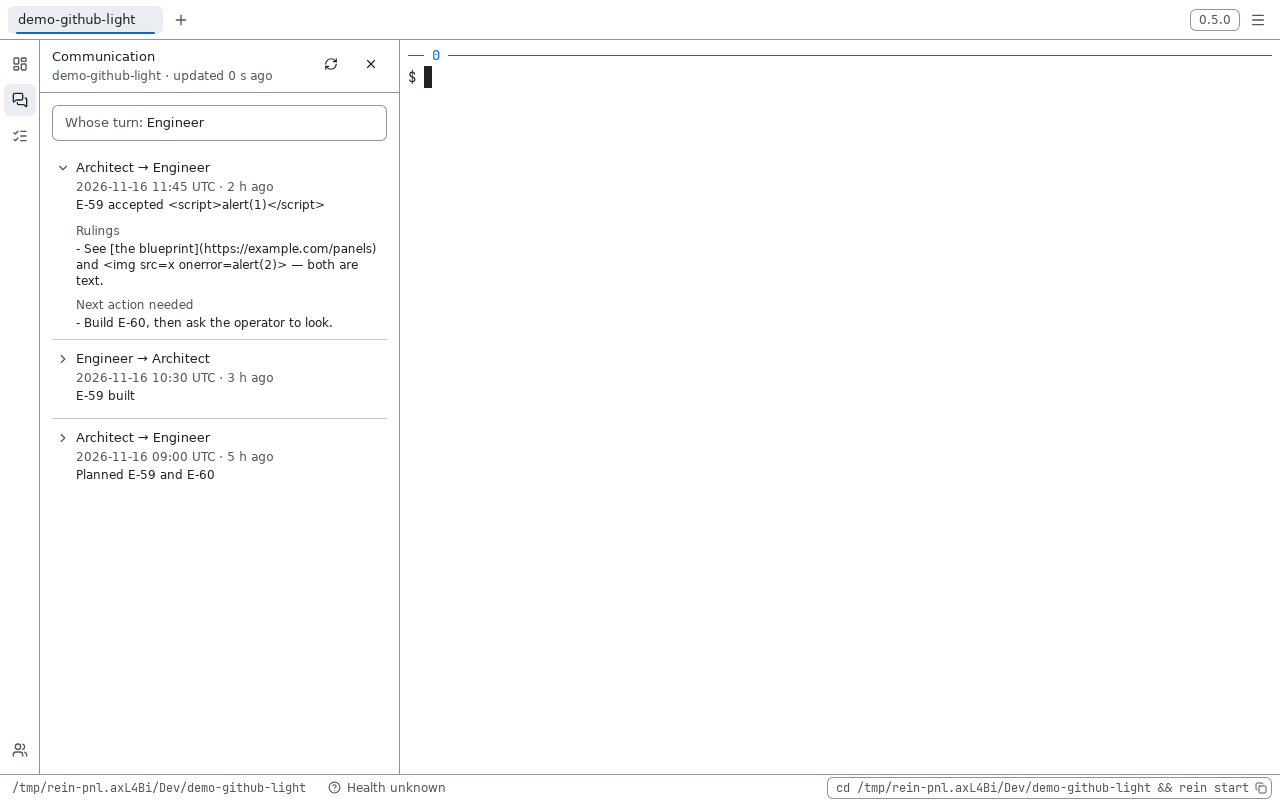 demo-github-light
0.5.0
Communication
demo-github-light · updated 0 s ago
Whose turn: Engineer
Architect → Engineer
2026-11-16 11:45 UTC · 2 h ago
E-59 accepted <script>alert(1)</script>
Rulings
- See [the blueprint](https://example.com/panels)
and <img src=x onerror=alert(2)> — both are
text.
Next action needed
- Build E-60, then ask the operator to look.
Engineer → Architect
2026-11-16 10:30 UTC · 3 h ago
E-59 built
Architect → Engineer
2026-11-16 09:00 UTC · 5 h ago
Planned E-59 and E-60
0
$
/tmp/rein-pnl.axL4Bi/Dev/demo-github-light
Health unknown
cd /tmp/rein-pnl.axL4Bi/Dev/demo-github-light && rein start